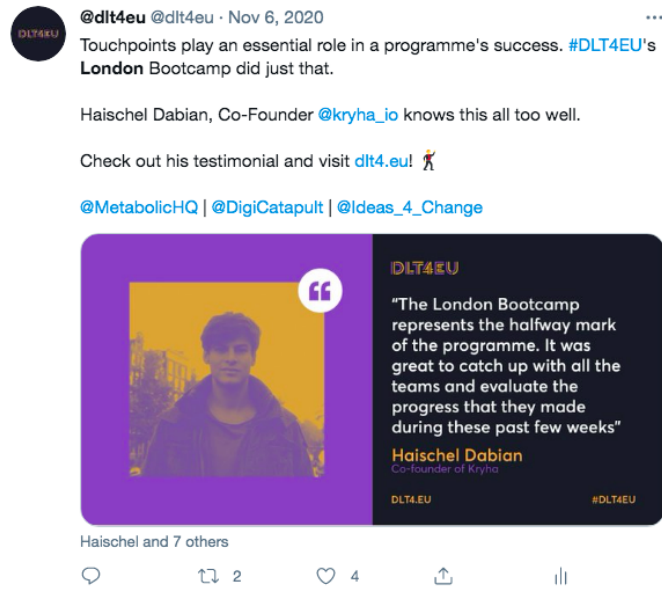 DLT4EU
@dlt4eu @dlt4eu · Nov 6, 2020
Touchpoints play an essential role in a programme's success. #DLT4EU's
London Bootcamp did just that.
Haischel Dabian, Co-Founder @kryha_io knows this all too well.
Check out his testimonial and visit dlt4.eu! 🕺
@MetabolicHQ | @DigiCatapult | @Ideas_4_Change
DLT4EU
“The London Bootcamp
represents the halfway mark
of the programme. It was
great to catch up with all the
teams and evaluate the
progress that they made
during these past few weeks”
Haischel Dabian
Co-founder of Kryha
DLT4.EU #DLT4EU
Haischel and 7 others
2 4